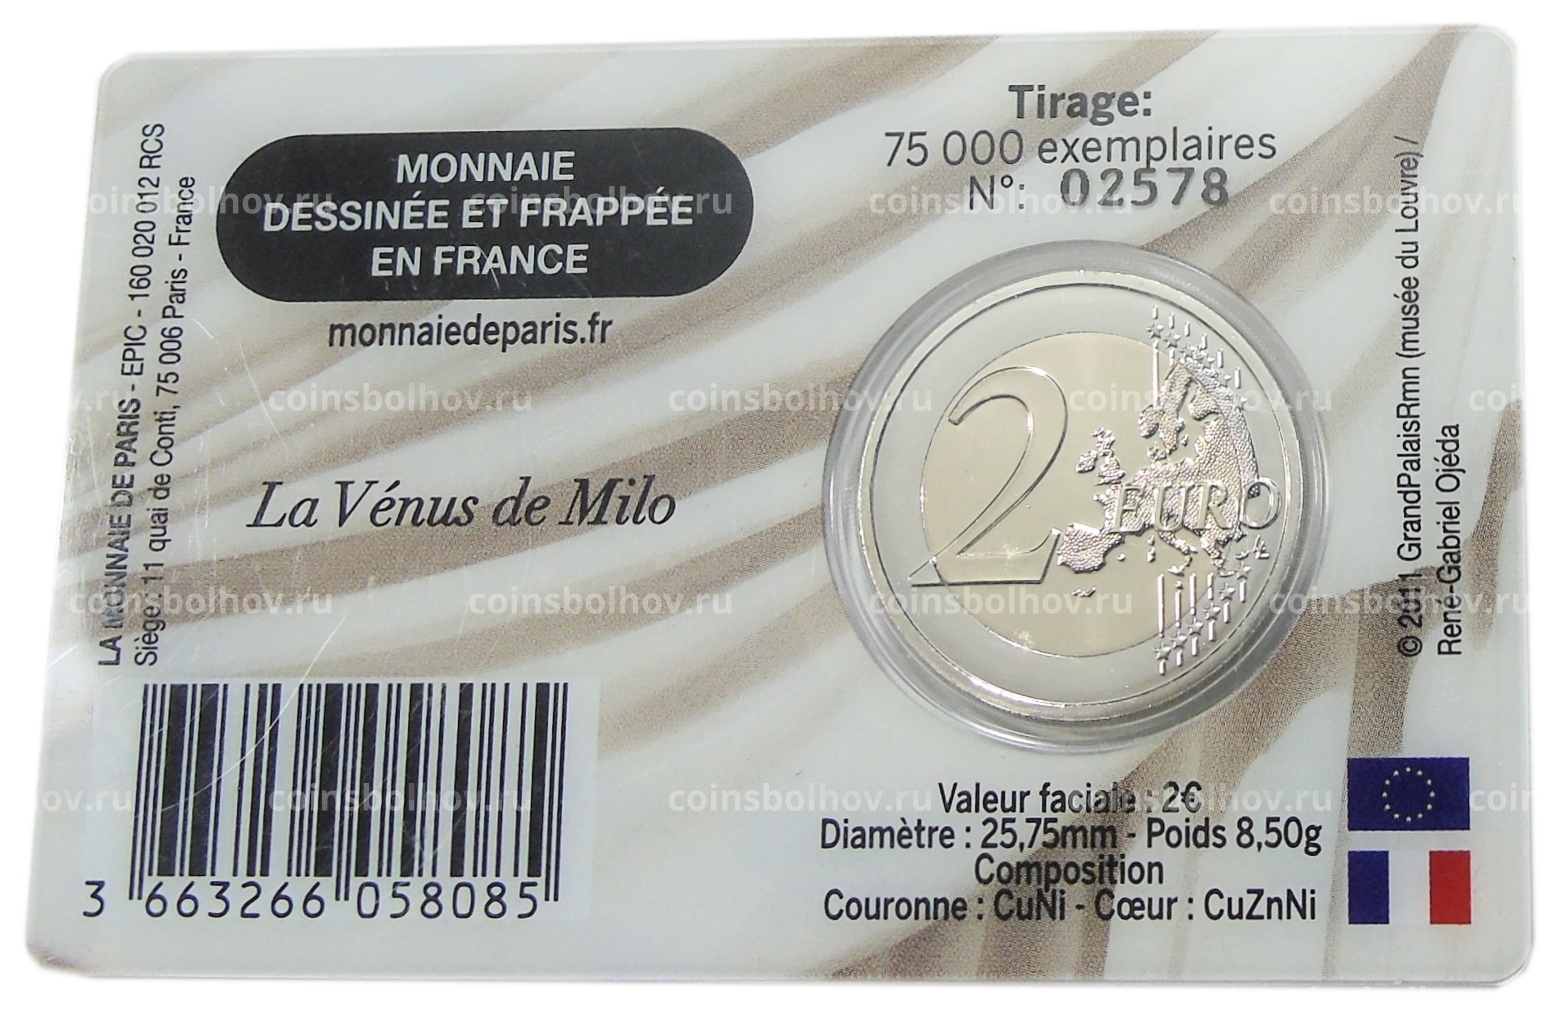 LA MONNAIE DE PARIS - EPIC - 160 020 012 RCS
Siège : 11 quai de Conti, 75 006 Paris - France
MONNAIE
DESSINÉE ET FRAPPÉE
EN FRANCE
monnaiedeparis.fr
La Vénus de Milo
3 663266 058085
Tirage:
75 000 exemplaires
N°: 02578
2 EURO
Valeur faciale : 2€
Diamètre : 25,75mm - Poids 8,50g
Composition
Couronne : CuNi - Cœur : CuZnNi
© 2011 GrandPalaisRmn (musée du Louvre) /
René-Gabriel Ojéda
coinsbolhov.ru